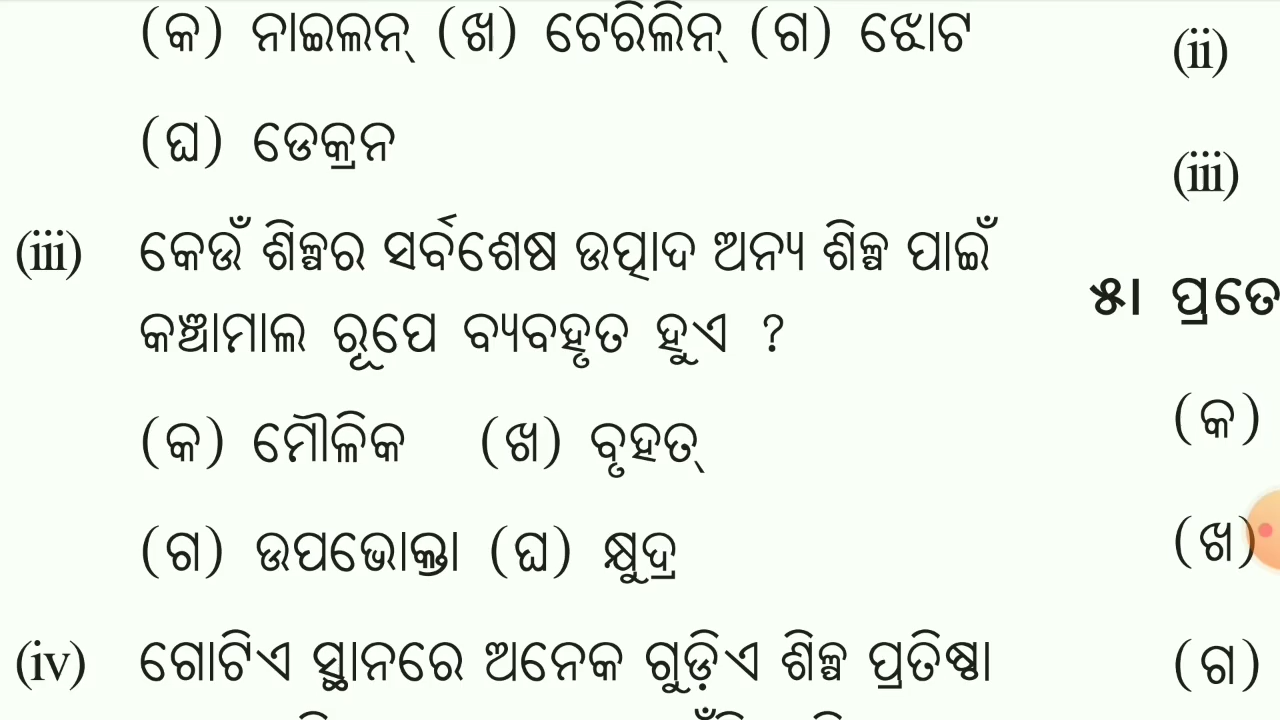 (କ) ନାଇଲନ୍ (ଖ) ଟେରିଲିନ୍ (ଗ) ଝୋଟ
(ଘ) ଡେକ୍ରନ
(iii) କେଉଁ ଶିଳ୍ପର ସର୍ବଶେଷ ଉତ୍ପାଦ ଅନ୍ୟ ଶିଳ୍ପ ପାଇଁ
କଞ୍ଚାମାଲ ରୂପେ ବ୍ୟବହୃତ ହୁଏ ?
(କ) ମୌଳିକ (ଖ) ବୃହତ୍
(ଗ) ଉପଭୋକ୍ତା (ଘ) କ୍ଷୁଦ୍ର
(iv) ଗୋଟିଏ ସ୍ଥାନରେ ଅନେକ ଗୁଡ଼ିଏ ଶିଳ୍ପ ପ୍ରତିଷ୍ଠା
(ii)
(iii)
୫। ପ୍ରତେ
(କ)
(ଖ)
(ଗ)